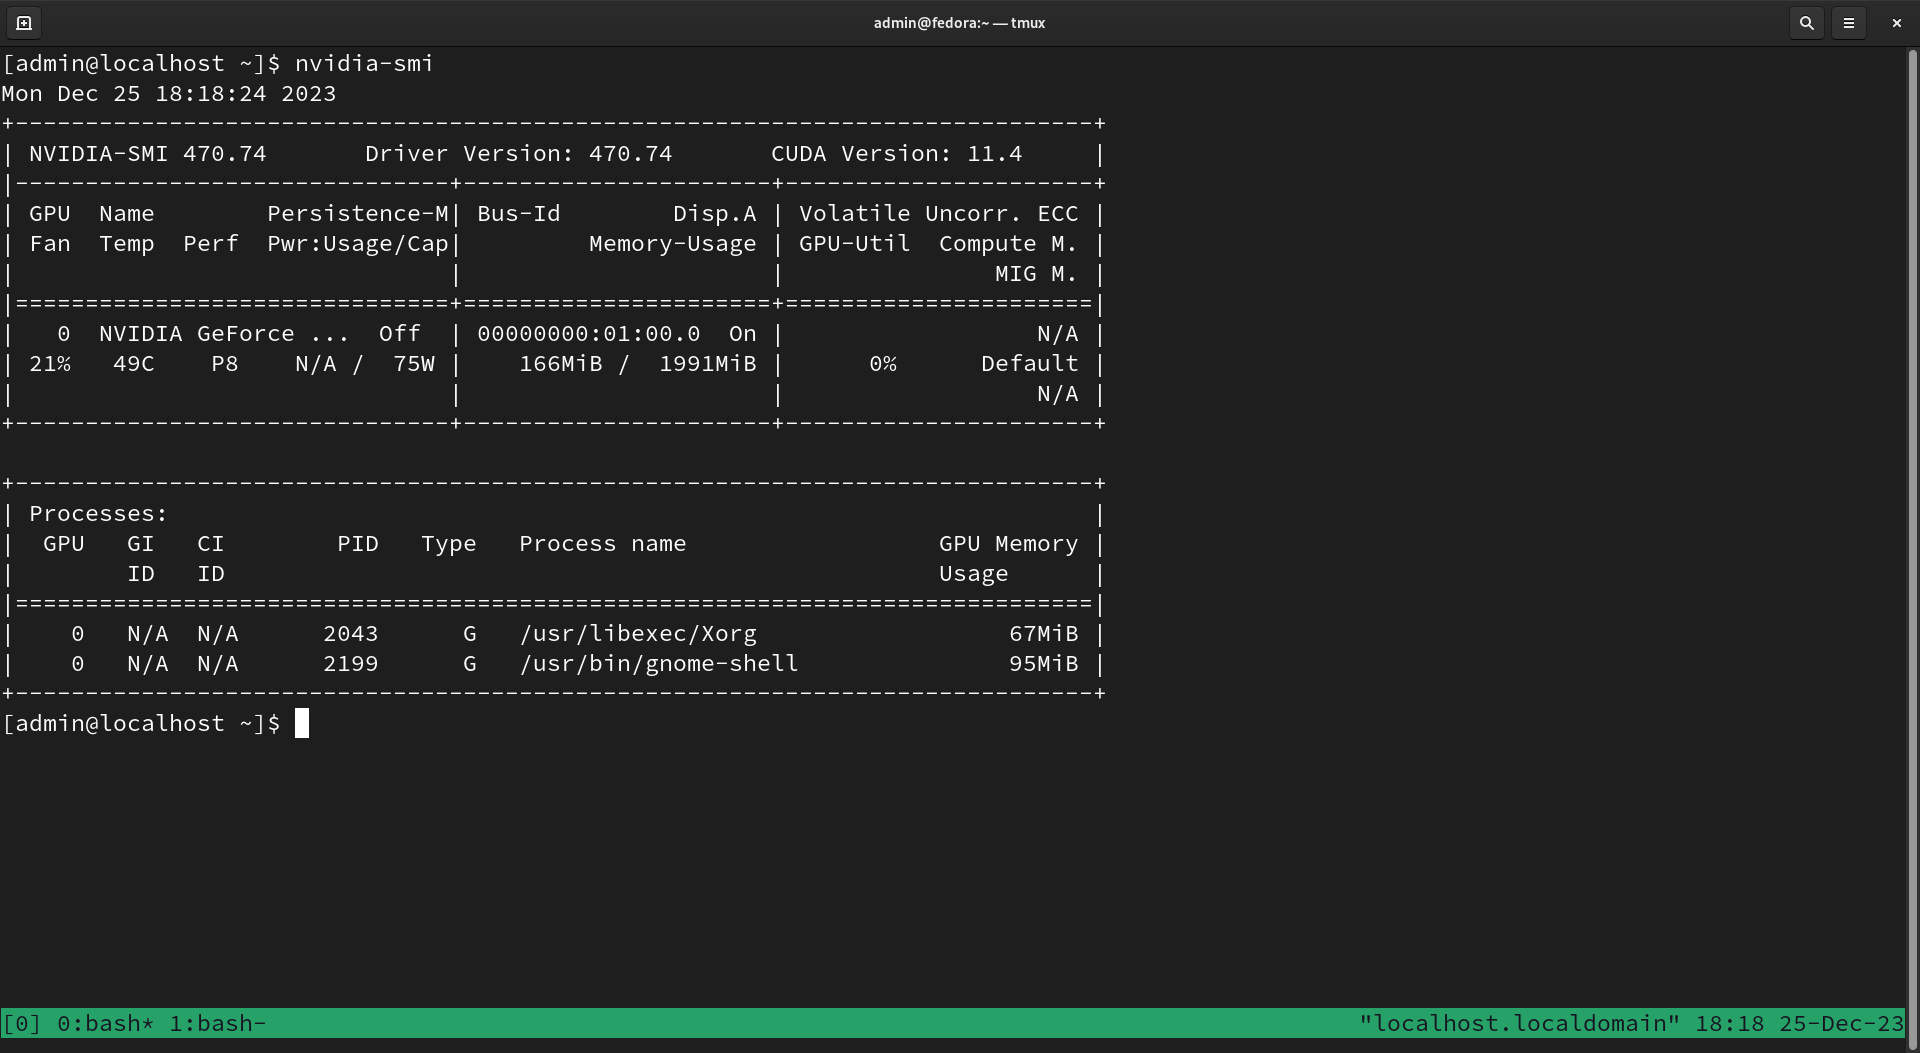 admin@fedora:~ — tmux
[admin@localhost ~]$ nvidia-smi
Mon Dec 25 18:18:24 2023
+-----------------------------------------------------------------------------+
| NVIDIA-SMI 470.74       Driver Version: 470.74       CUDA Version: 11.4     |
|-------------------------------+----------------------+----------------------+
| GPU  Name        Persistence-M| Bus-Id        Disp.A | Volatile Uncorr. ECC |
| Fan  Temp  Perf  Pwr:Usage/Cap|         Memory-Usage | GPU-Util  Compute M. |
|                               |                      |               MIG M. |
|===============================+======================+======================|
|   0  NVIDIA GeForce ...  Off  | 00000000:01:00.0  On |                  N/A |
| 21%   49C    P8    N/A /  75W |    166MiB /  1991MiB |      0%      Default |
|                               |                      |                  N/A |
+-------------------------------+----------------------+----------------------+

+-----------------------------------------------------------------------------+
| Processes:                                                                  |
|  GPU   GI   CI        PID   Type   Process name                  GPU Memory |
|        ID   ID                                                   Usage      |
|=============================================================================|
|    0   N/A  N/A      2043      G   /usr/libexec/Xorg                  67MiB |
|    0   N/A  N/A      2199      G   /usr/bin/gnome-shell               95MiB |
+-----------------------------------------------------------------------------+
[admin@localhost ~]$
[0] 0:bash* 1:bash- "localhost.localdomain" 18:18 25-Dec-23